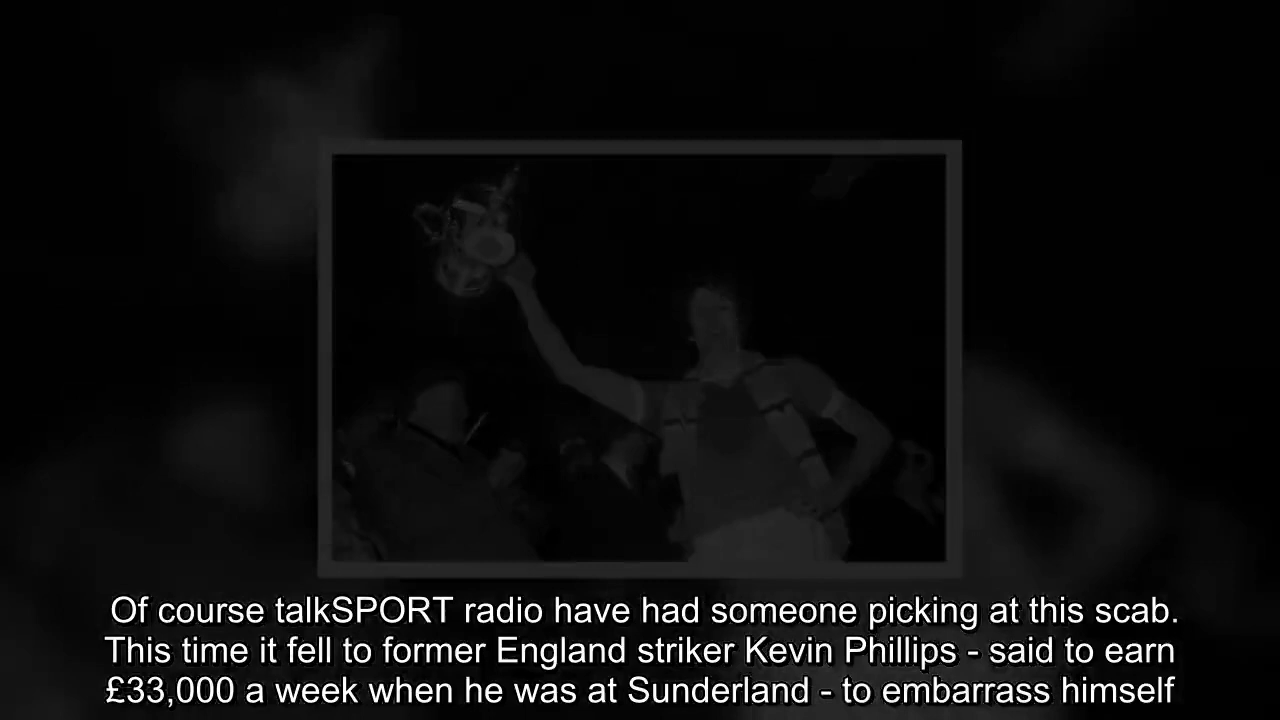 Of course talkSPORT radio have had someone picking at this scab.
This time it fell to former England striker Kevin Phillips - said to earn
£33,000 a week when he was at Sunderland - to embarrass himself